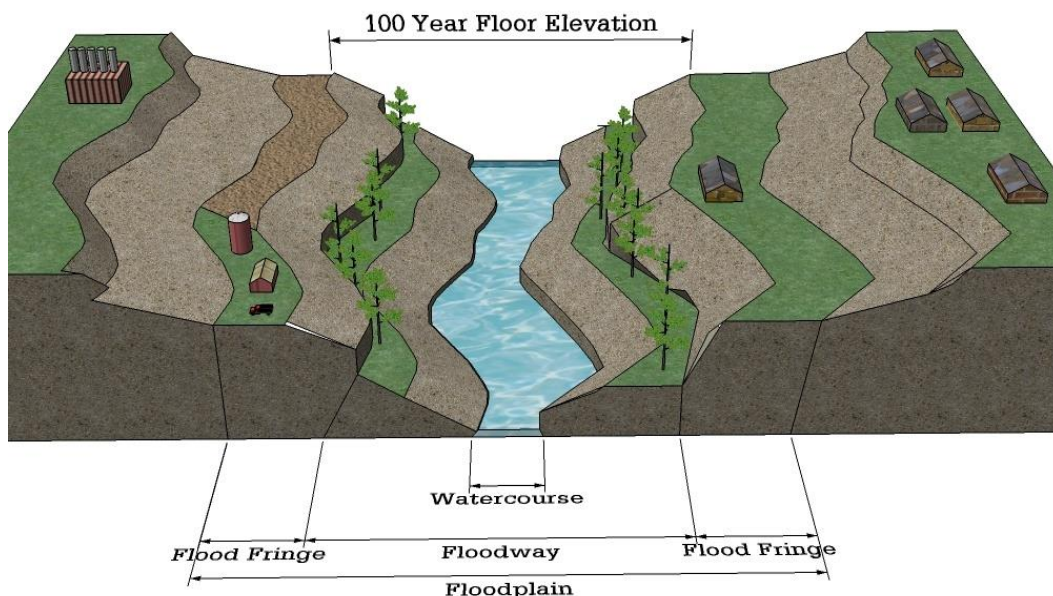 100 Year Floor Elevation
Watercourse
Flood Fringe
Floodway
Flood Fringe
Floodplain